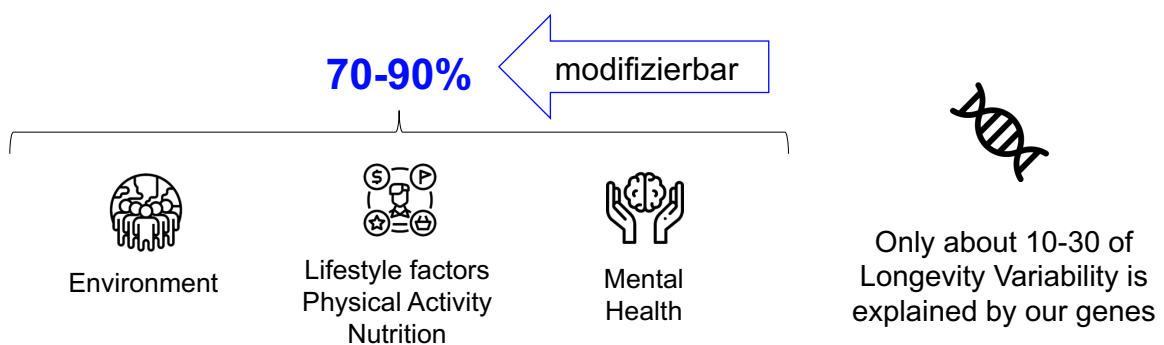 70-90%
modifizierbar
Environment
Lifestyle factors
Physical Activity
Nutrition
Mental
Health
Only about 10-30 of
Longevity Variability is
explained by our genes